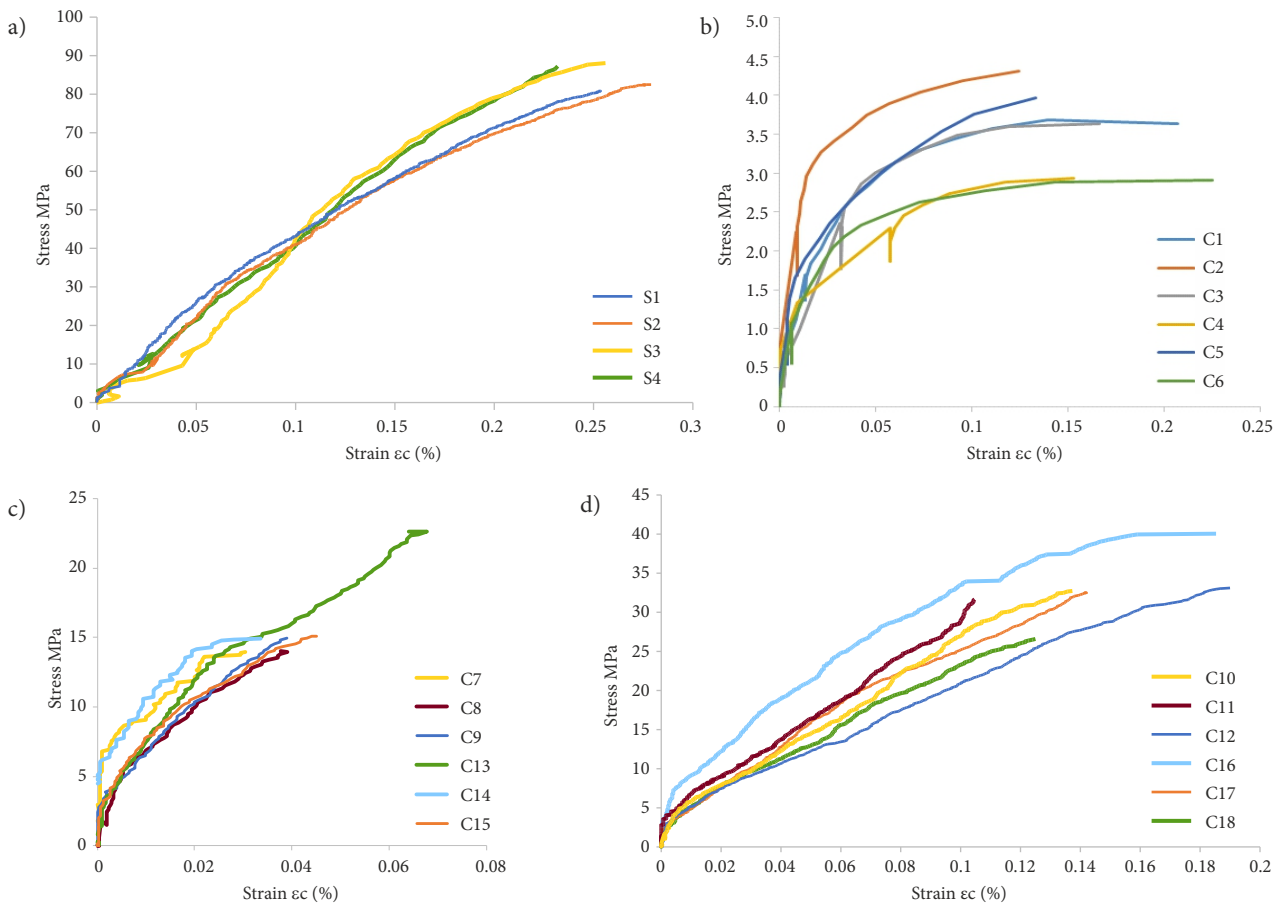 a)
100
90
80
70
60
50
40
30
20
10
0
Stress MPa
0
0.05
0.1
0.15
0.2
0.25
0.3
Strain εc (%)
S1
S2
S3
S4
b)
5.0
4.5
4.0
3.5
3.0
2.5
2.0
1.5
1.0
0.5
0
Stress MPa
0
0.05
0.1
0.15
0.2
0.25
Strain εc (%)
C1
C2
C3
C4
C5
C6
c)
25
20
15
10
5
0
Stress MPa
0
0.02
0.04
0.06
0.08
Strain εc (%)
C7
C8
C9
C13
C14
C15
d)
45
40
35
30
25
20
15
10
5
0
Stress MPa
0
0.02
0.04
0.06
0.08
0.1
0.12
0.14
0.16
0.18
0.2
Strain εc (%)
C10
C11
C12
C16
C17
C18